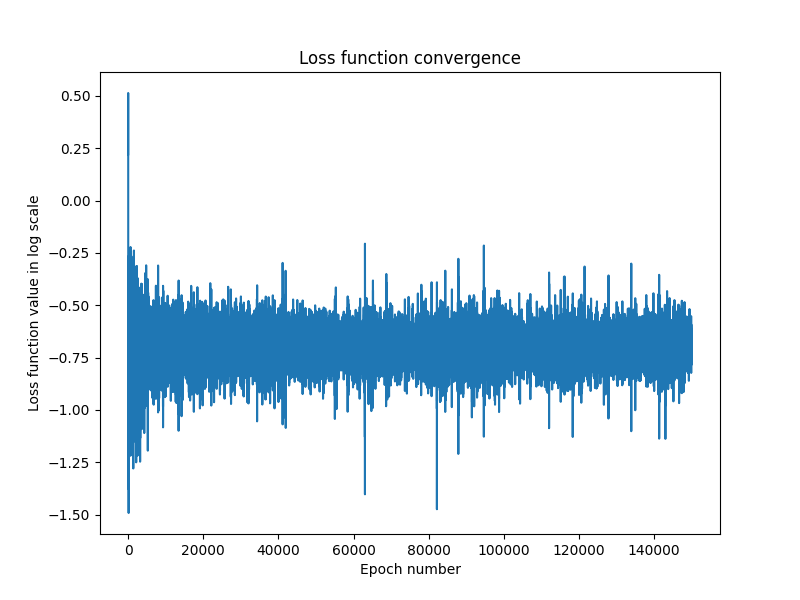 Loss function convergence
0.50
0.25
0.00
−0.25
−0.50
−0.75
−1.00
−1.25
−1.50
Loss function value in log scale
0 20000 40000 60000 80000 100000 120000 140000
Epoch number